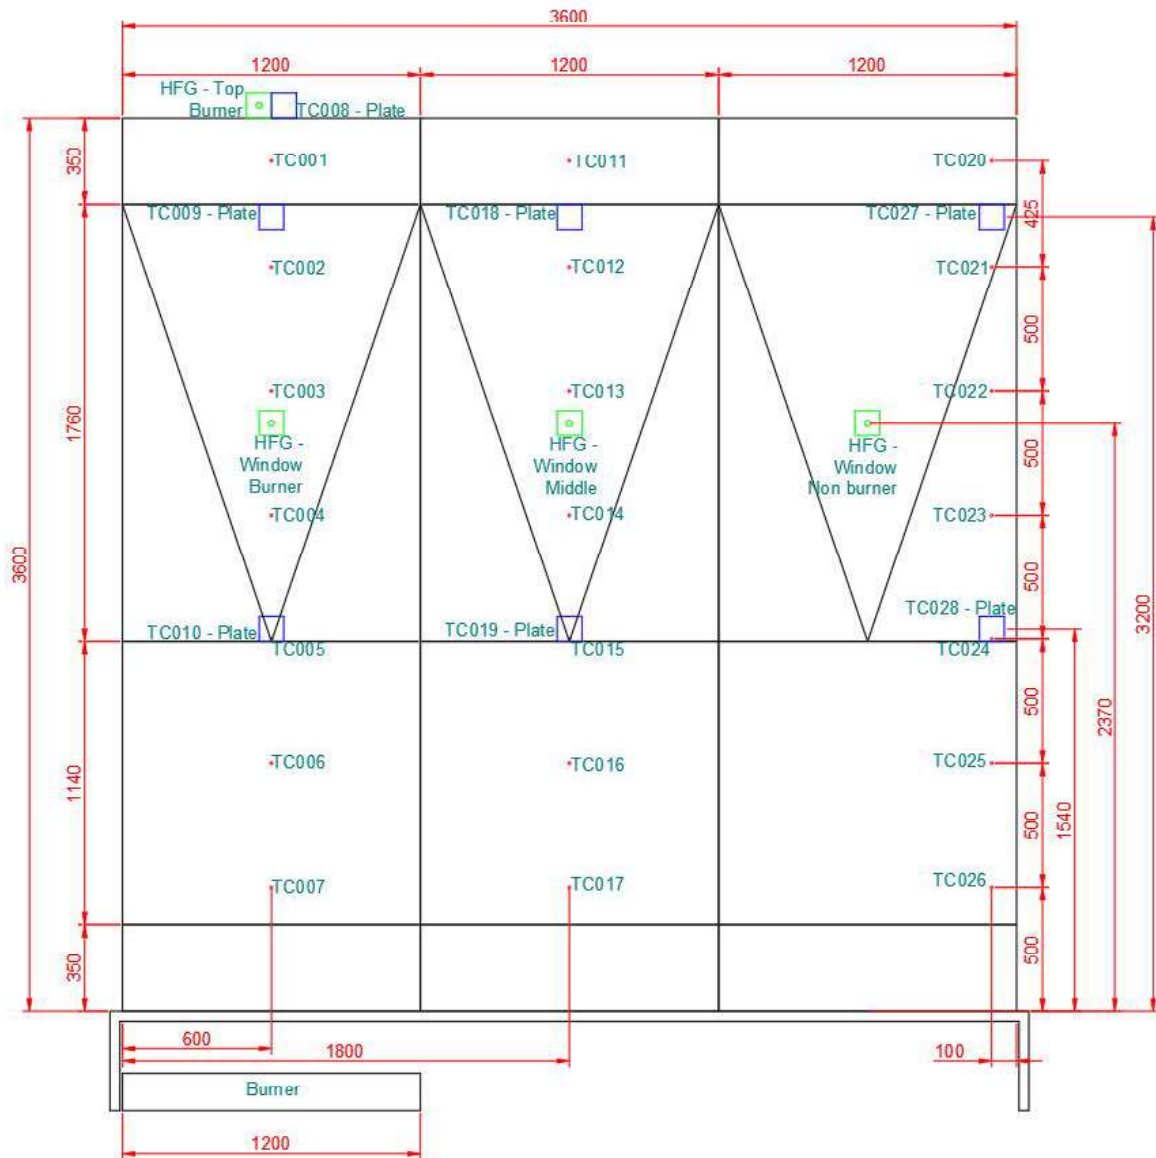 3600
1200
1200
1200
HFG - Top
Burner
TC008 - Plate
350
TC001
TC011
TC020
TC009 - Plate
TC018 - Plate
TC027 - Plate
425
TC002
TC012
TC021
500
TC003
TC013
TC022
1760
HFG -
Window
Burner
HFG -
Window
Middle
HFG -
Window
Non burner
500
TC004
TC014
TC023
3600
500
3200
TC028 - Plate
TC010 - Plate
TC019 - Plate
TC005
TC015
TC024
2370
500
TC006
TC016
TC025
1140
500
1540
TC007
TC017
TC026
350
500
600
1800
100
Burner
1200